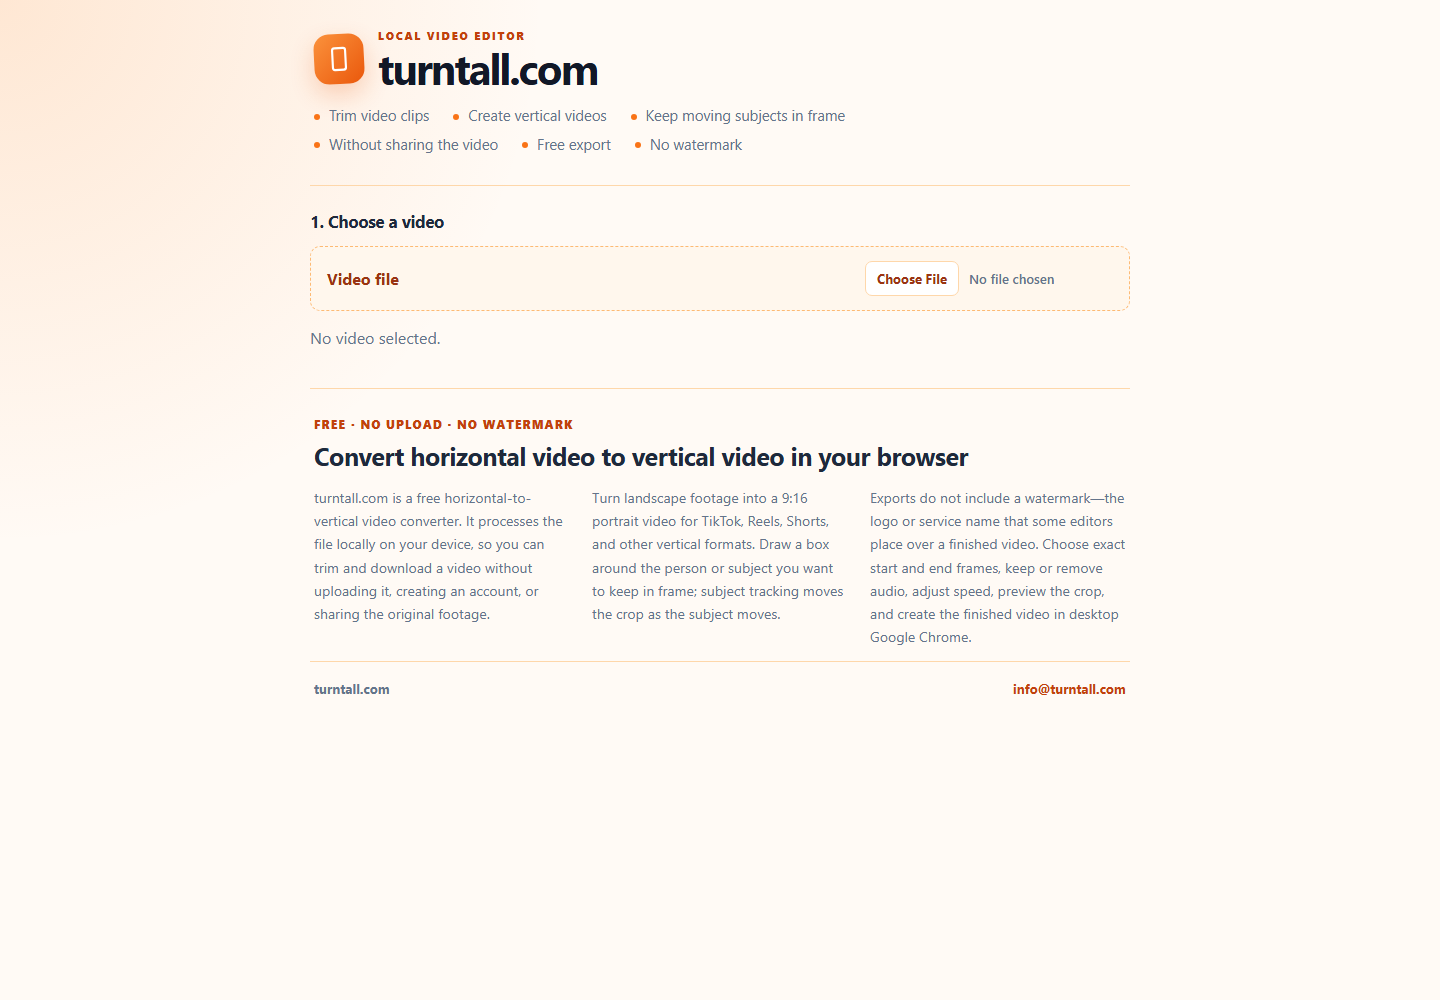 LOCAL VIDEO EDITOR
turntall.com
Trim video clips
Create vertical videos
Keep moving subjects in frame
Without sharing the video
Free export
No watermark
1. Choose a video
Video file
Choose File
No file chosen
No video selected.
FREE · NO UPLOAD · NO WATERMARK
Convert horizontal video to vertical video in your browser
turntall.com is a free horizontal-to-
vertical video converter. It processes the
file locally on your device, so you can
trim and download a video without
uploading it, creating an account, or
sharing the original footage.
Turn landscape footage into a 9:16
portrait video for TikTok, Reels, Shorts,
and other vertical formats. Draw a box
around the person or subject you want
to keep in frame; subject tracking moves
the crop as the subject moves.
Exports do not include a watermark—the
logo or service name that some editors
place over a finished video. Choose exact
start and end frames, keep or remove
audio, adjust speed, preview the crop,
and create the finished video in desktop
Google Chrome.
turntall.com
info@turntall.com